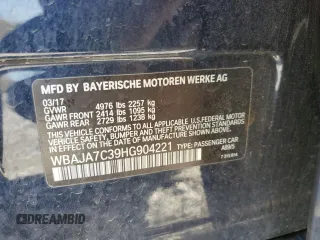 MFD BY BAYERISCHE MOTOREN WERKE AG
03/17
GVWR 4976 lbs 2257 kg
GAWR FRONT 2414 lbs 1095 kg
GAWR REAR 2729 lbs 1238 kg
THIS VEHICLE CONFORMS TO ALL APPLICABLE FEDERAL MOTOR
VEHICLE SAFETY, BUMPER, AND THEFT PREVENTION STANDARDS
IN EFFECT ON THE DATE OF MANUFACTURE SHOWN ABOVE.
WBAJA7C39HG904221 TYPE: PASSENGER CAR
A89/5
DREAMBID